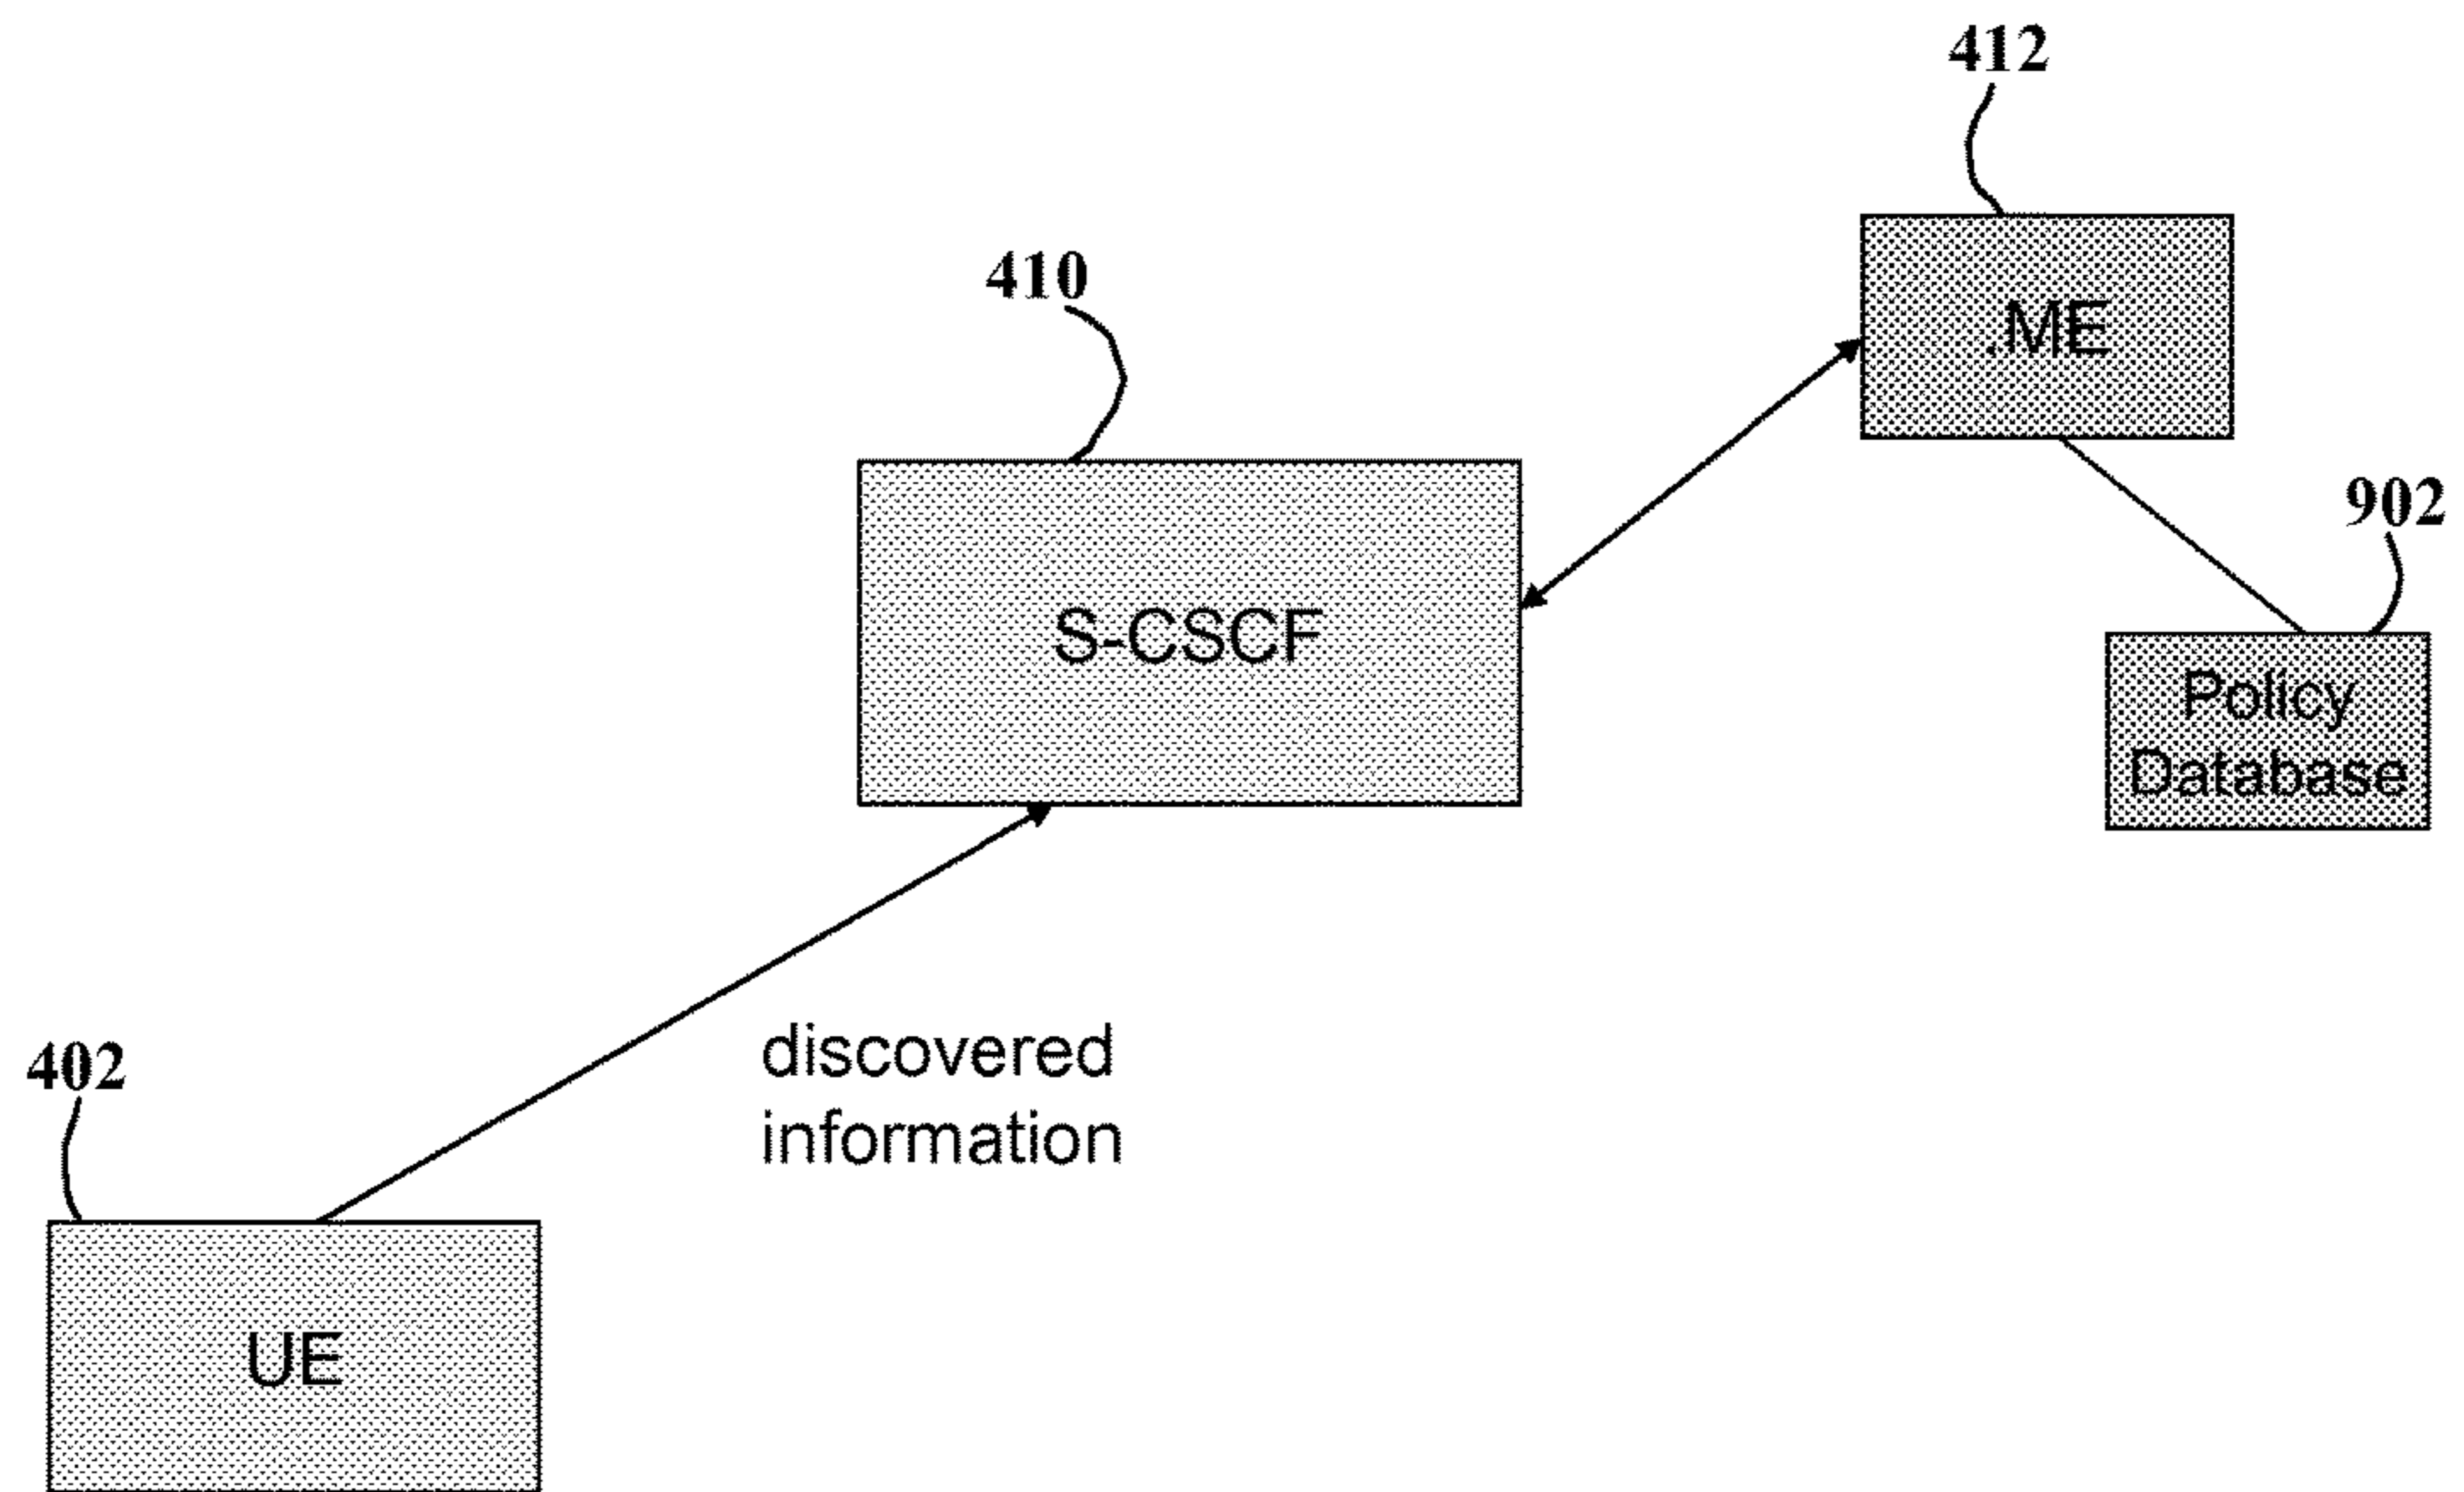 412
410
.ME
902
S-CSCF
Policy
Database
discovered
information
402
UE